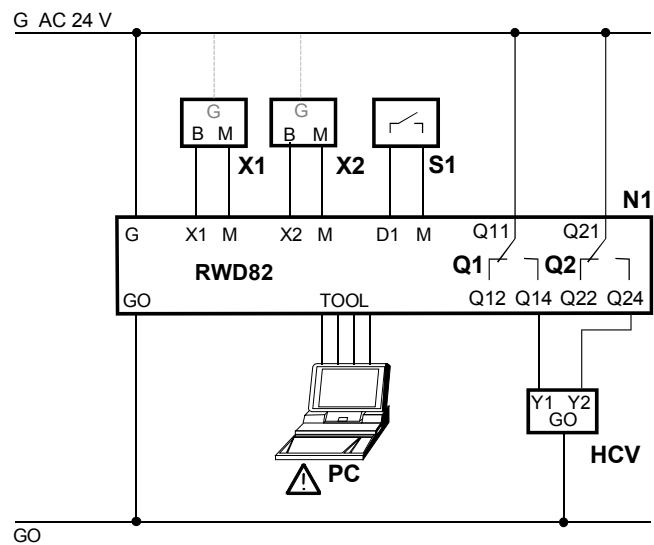 G AC 24 V
G G
B M B M
X1 X2 S1
N1
G X1 M X2 M D1 M Q11 Q21
RWD82 Q1 Q2
GO TOOL Q12 Q14 Q22 Q24
Y1 Y2
GO
HCV
PC
GO